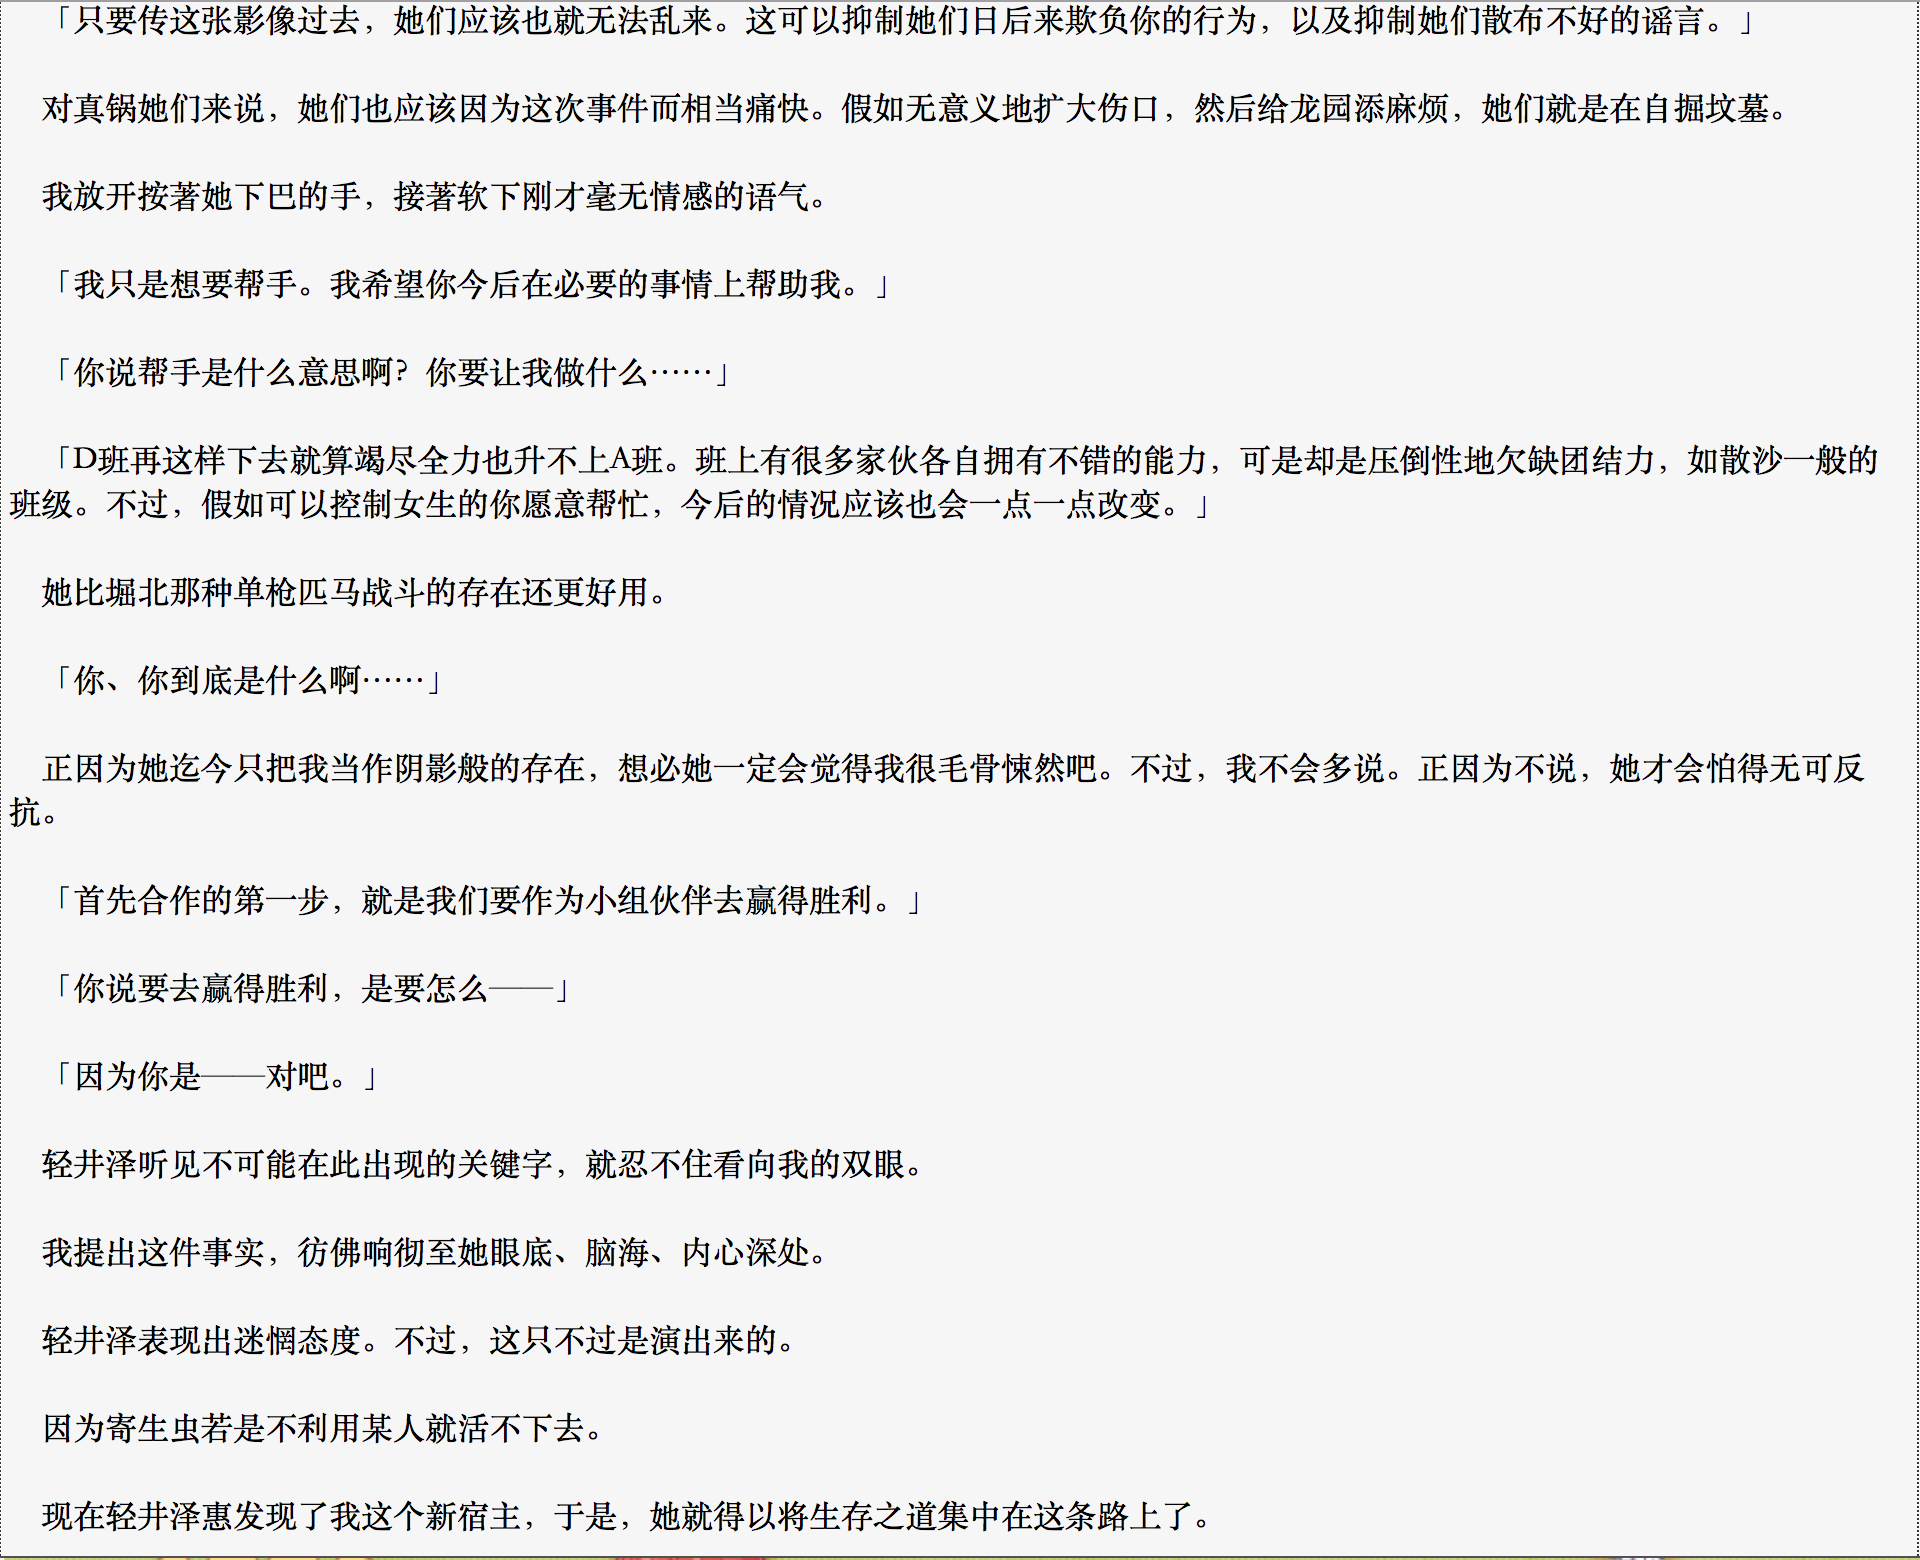 「只要传这张影像过去，她们应该也就无法乱来。这可以抑制她们日后来欺负你的行为，以及抑制她们散布不好的谣言。」
对真锅她们来说，她们也应该因为这次事件而相当痛快。假如无意义地扩大伤口，然后给龙园添麻烦，她们就是在自掘坟墓。
我放开按著她下巴的手，接著软下刚才毫无情感的语气。
「我只是想要帮手。我希望你今后在必要的事情上帮助我。」
「你说帮手是什么意思啊？你要让我做什么……」
「D班再这样下去就算竭尽全力也升不上A班。班上有很多家伙各自拥有不错的能力，可是却是压倒性地欠缺团结力，如散沙一般的
班级。不过，假如可以控制女生的你愿意帮忙，今后的情况应该也会一点一点改变。」
她比堀北那种单枪匹马战斗的存在还更好用。
「你、你到底是什么啊……」
正因为她迄今只把我当作阴影般的存在，想必她一定会觉得我很毛骨悚然吧。不过，我不会多说。正因为不说，她才会怕得无可反
抗。
「首先合作的第一步，就是我们要作为小组伙伴去赢得胜利。」
「你说要去赢得胜利，是要怎么——」
「因为你是——对吧。」
轻井泽听见不可能在此出现的关键字，就忍不住看向我的双眼。
我提出这件事实，彷佛响彻至她眼底、脑海、内心深处。
轻井泽表现出迷惘态度。不过，这只不过是演出来的。
因为寄生虫若是不利用某人就活不下去。
现在轻井泽惠发现了我这个新宿主，于是，她就得以将生存之道集中在这条路上了。